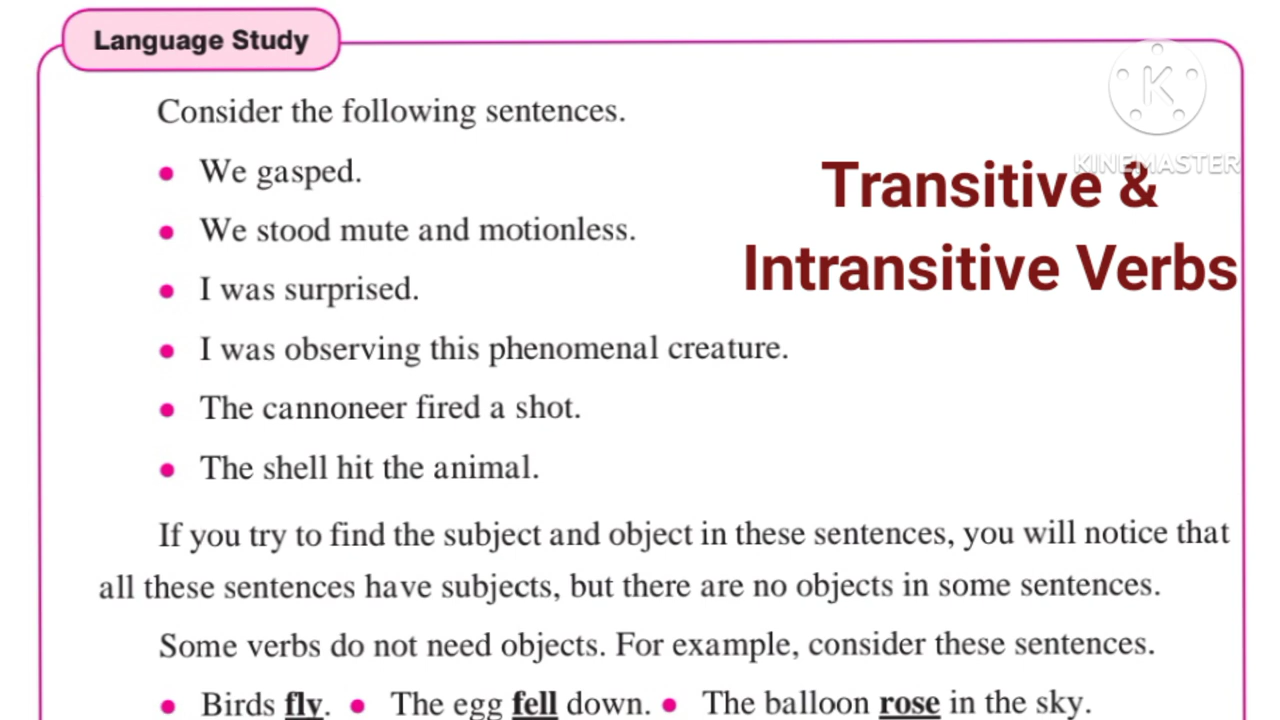 Language Study
Consider the following sentences.
• We gasped.
• We stood mute and motionless.
• I was surprised.
• I was observing this phenomenal creature.
• The cannoneer fired a shot.
• The shell hit the animal.
K
KINEMASTER
Transitive &
Intransitive Verbs
If you try to find the subject and object in these sentences, you will notice that
all these sentences have subjects, but there are no objects in some sentences.
Some verbs do not need objects. For example, consider these sentences.
• Birds fly. • The egg fell down. • The balloon rose in the sky.